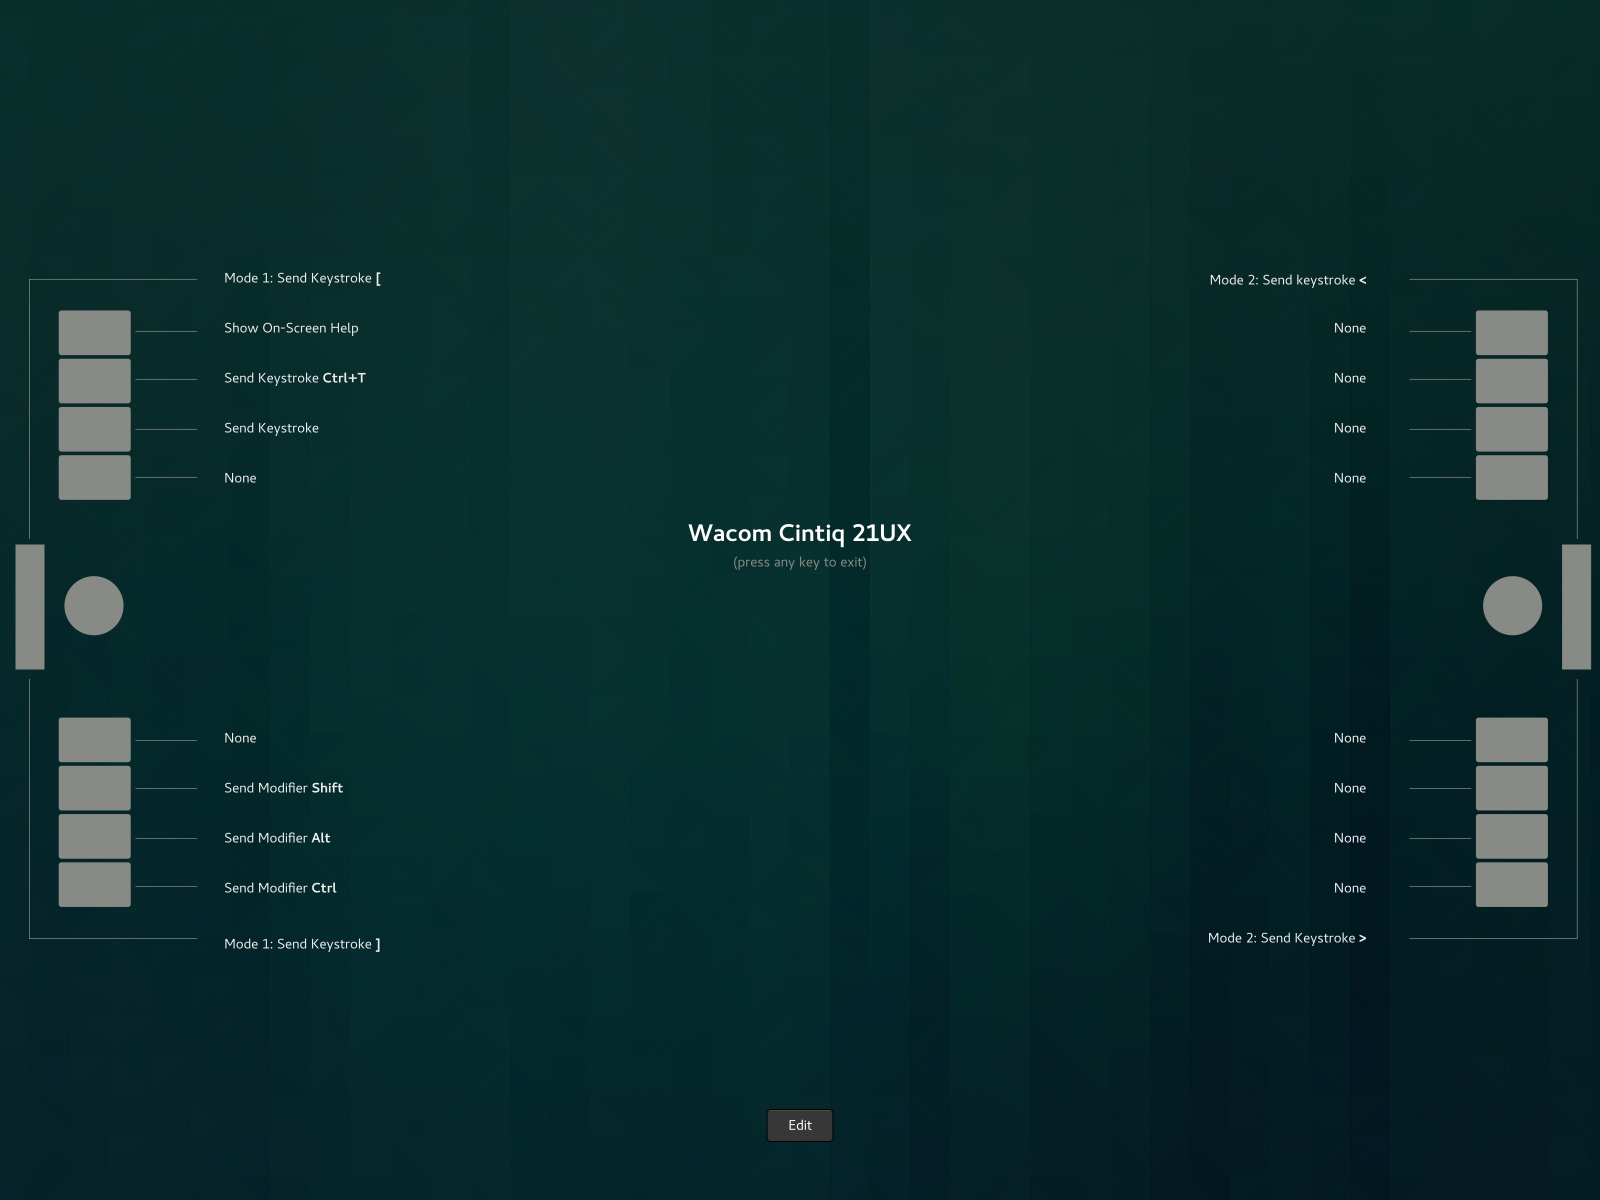 Mode 1: Send Keystroke [
Show On-Screen Help
Send Keystroke Ctrl+T
Send Keystroke
None
None
Send Modifier Shift
Send Modifier Alt
Send Modifier Ctrl
Mode 1: Send Keystroke ]
Wacom Cintiq 21UX
(press any key to exit)
Edit
Mode 2: Send keystroke <
None
None
None
None
None
None
None
None
Mode 2: Send Keystroke >